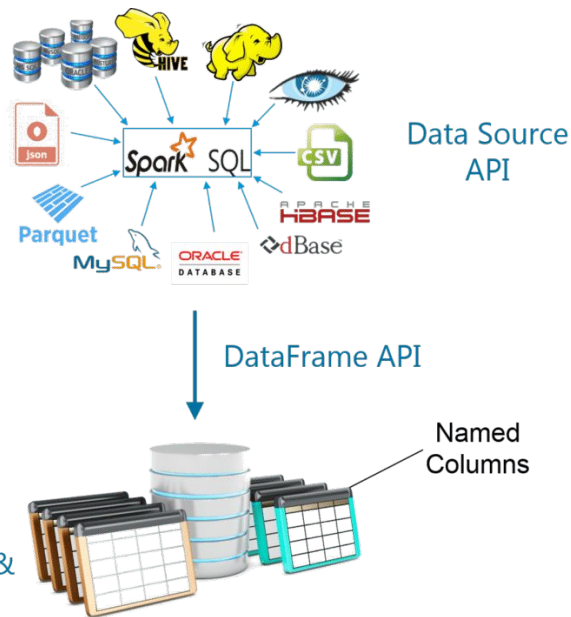 HIVE
json
Spark SQL
CSV
Data Source
API
APACHE
HBASE
Parquet
MySQL®
ORACLE®
DATABASE
dBase
DataFrame API
Named
Columns
&